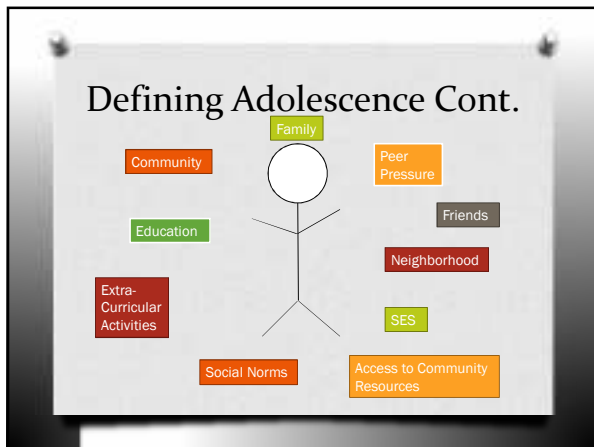 Defining Adolescence Cont.
Family
Community
Peer
Pressure
Friends
Education
Neighborhood
Extra-
Curricular
Activities
SES
Social Norms
Access to Community
Resources